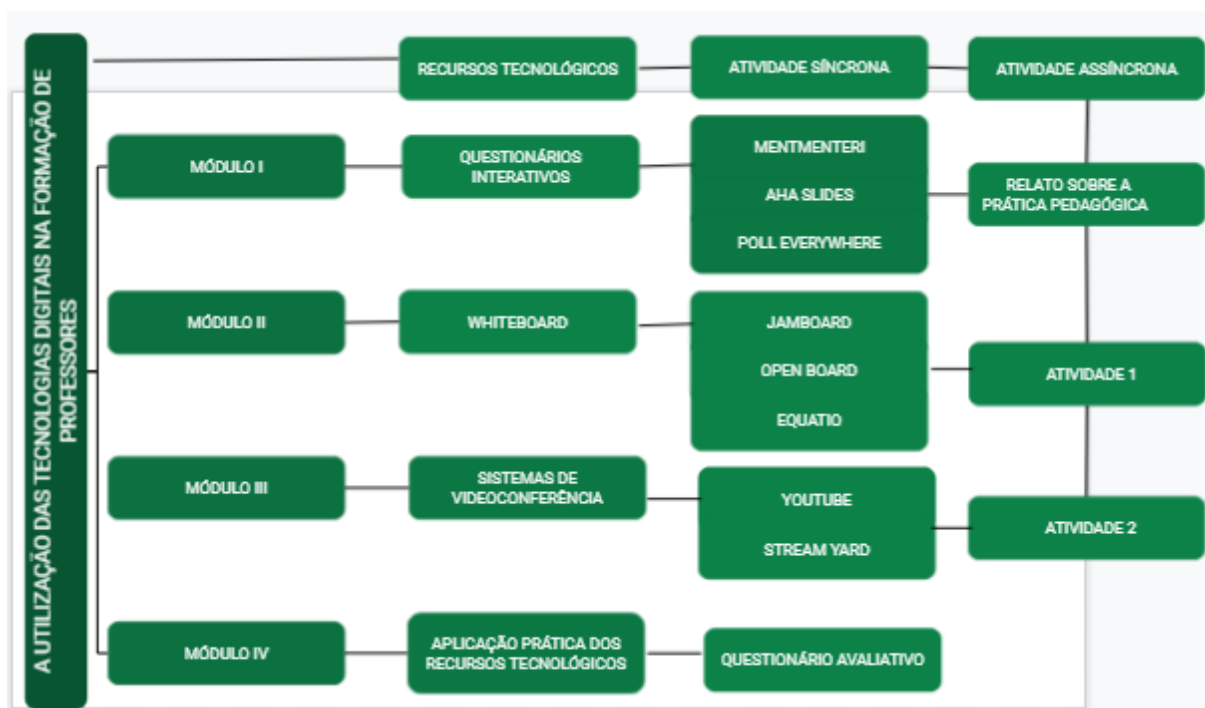 A UTILIZAÇÃO DAS TECNOLOGIAS DIGITAIS NA FORMAÇÃO DE
PROFESSORES
RECURSOS TECNOLÓGICOS
ATIVIDADE SÍNCRONA
ATIVIDADE ASSÍNCRONA
MÓDULO I
QUESTIONÁRIOS
INTERATIVOS
MENTMENTERI
AHA SLIDES
POLL EVERYWHERE
RELATO SOBRE A
PRÁTICA PEDAGÓGICA
MÓDULO II
WHITEBOARD
JAMBOARD
OPEN BOARD
EQUATIO
ATIVIDADE 1
MÓDULO III
SISTEMAS DE
VIDEOCONFERÊNCIA
YOUTUBE
STREAM YARD
ATIVIDADE 2
MÓDULO IV
APLICAÇÃO PRÁTICA DOS
RECURSOS TECNOLÓGICOS
QUESTIONÁRIO AVALIATIVO